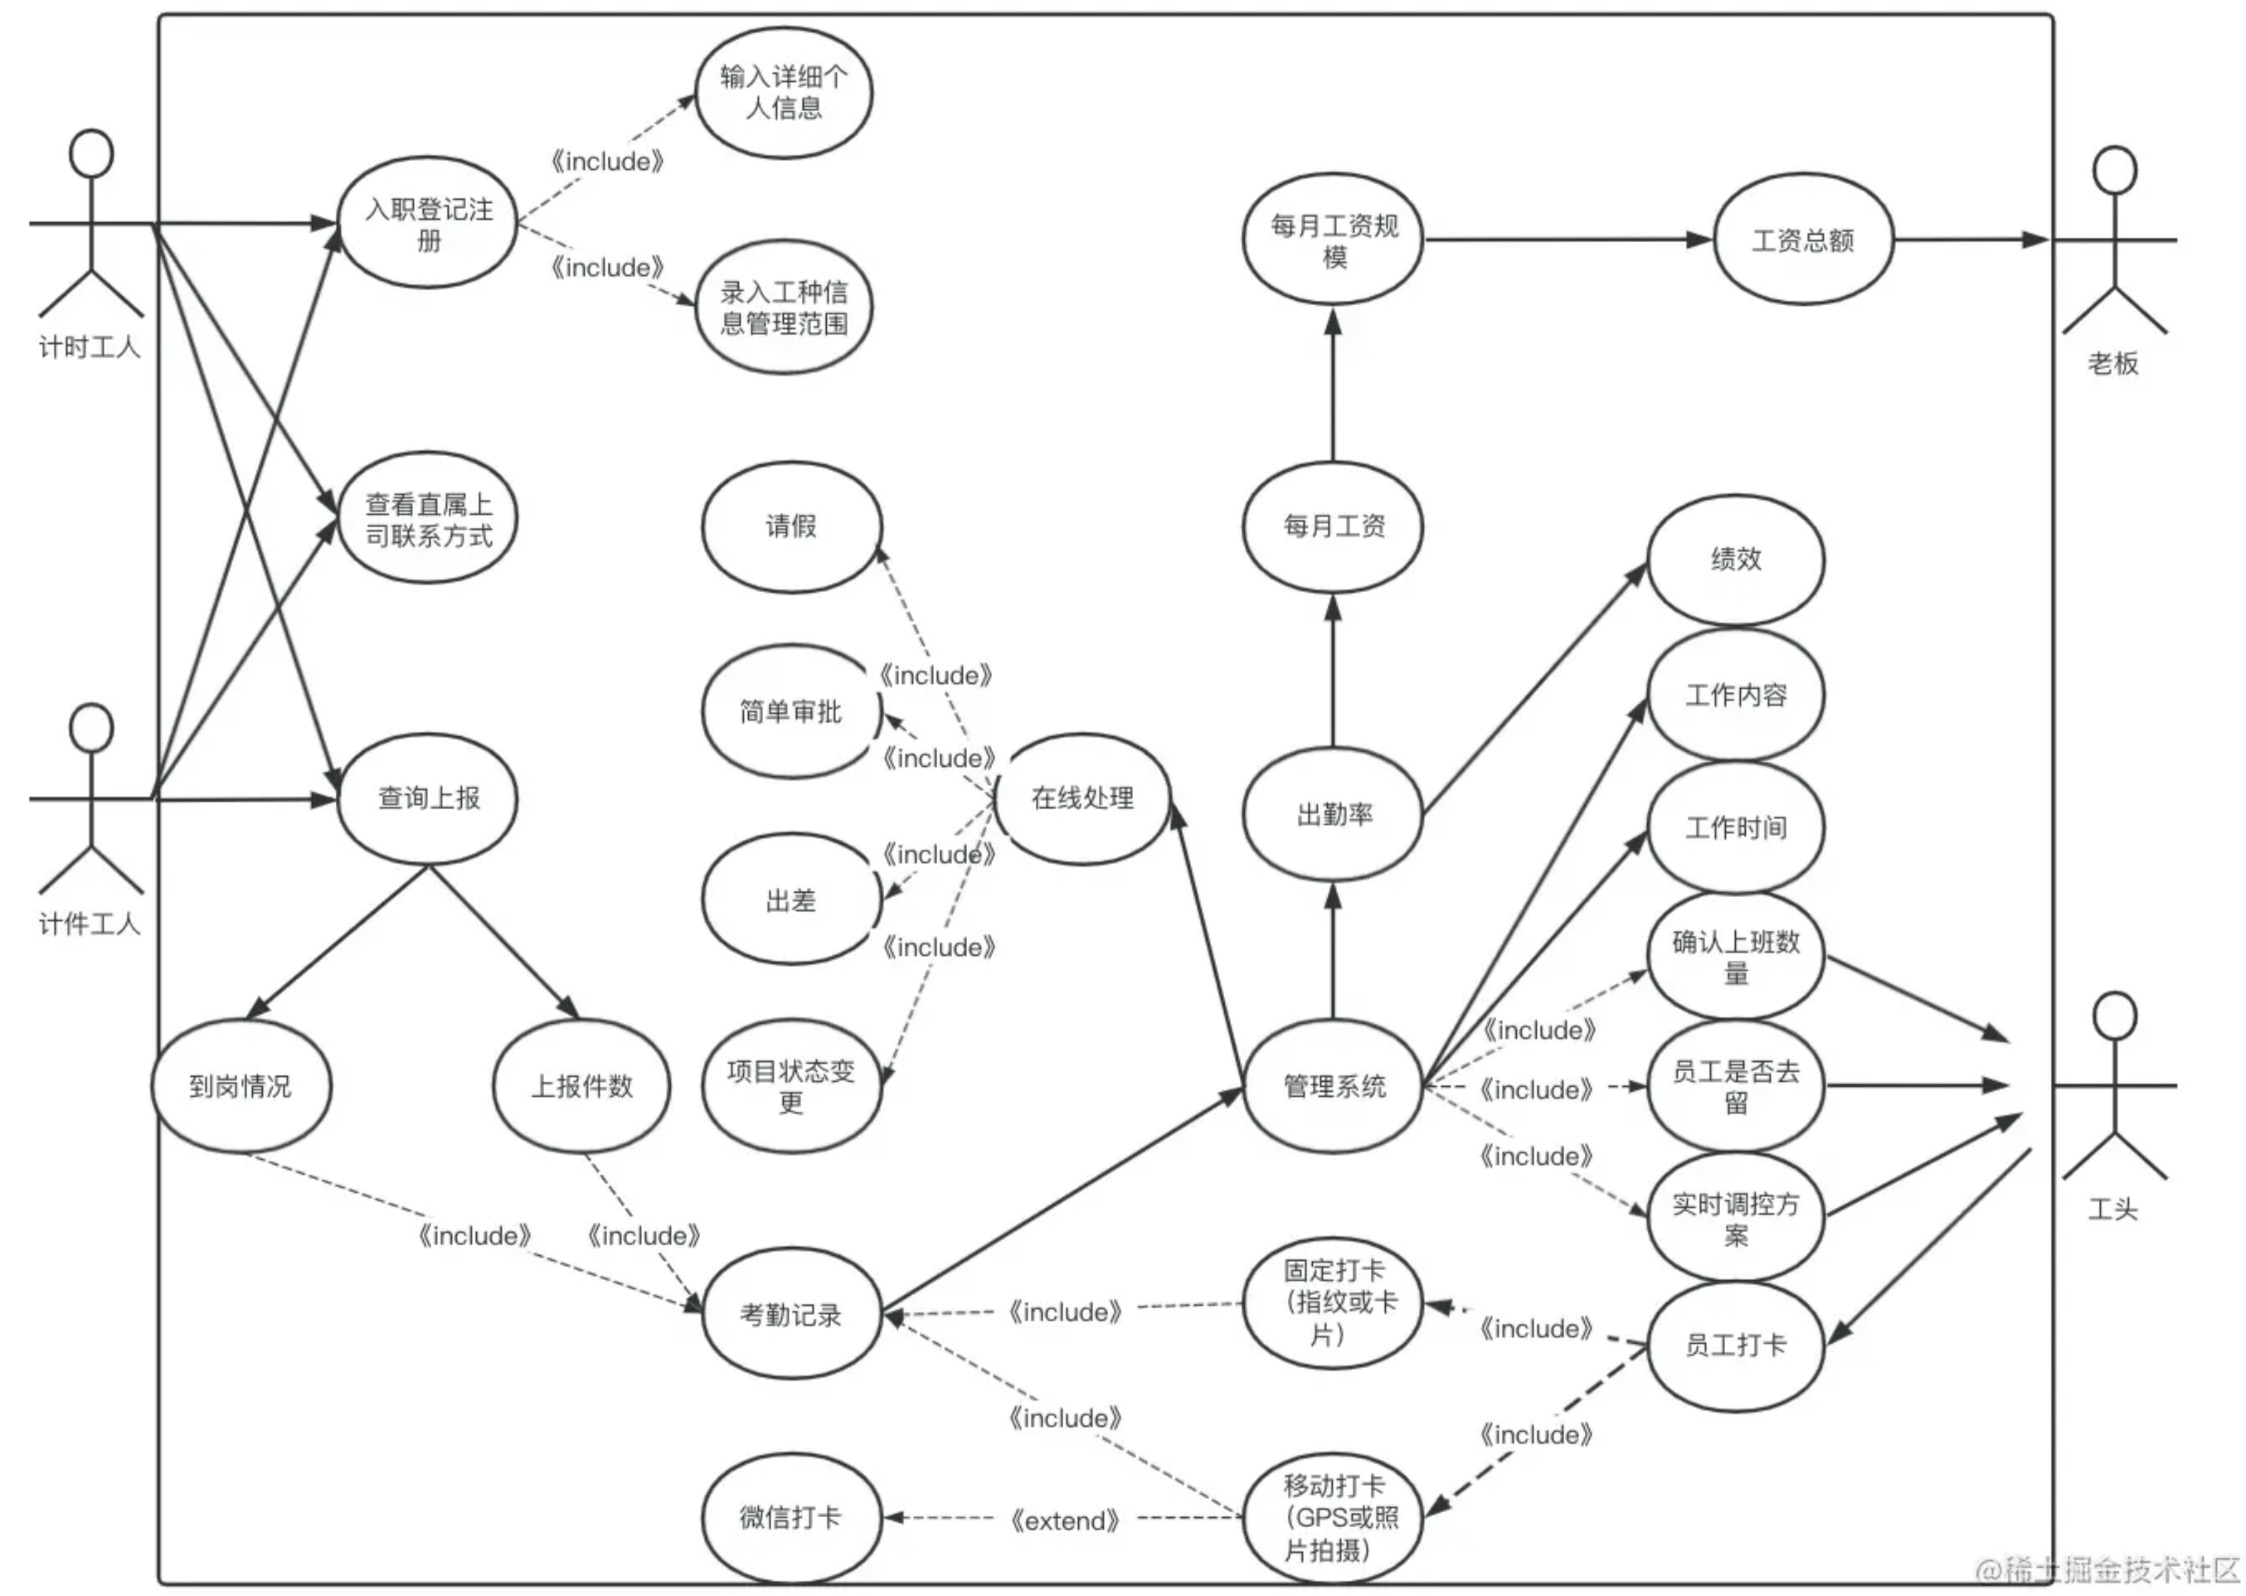 输入详细个
人信息
《include》
入职登记注
册
《include》
录入工种信
息管理范围
计时工人
每月工资规
模
工资总额
老板
查看直属上
司联系方式
请假
每月工资
绩效
《include》
简单审批
《include》
工作内容
查询上报
在线处理
出勤率
工作时间
《include》
出差
《include》
计件工人
确认上班数
量
《include》
到岗情况
上报件数
项目状态变
更
管理系统
《include》
员工是否去
留
《include》
实时调控方
案
工头
《include》
《include》
考勤记录
《include》
固定打卡
（指纹或卡
片）
《include》
员工打卡
《include》
《include》
微信打卡
《extend》
移动打卡
（GPS或照
片拍摄）
@稀土掘金技术社区